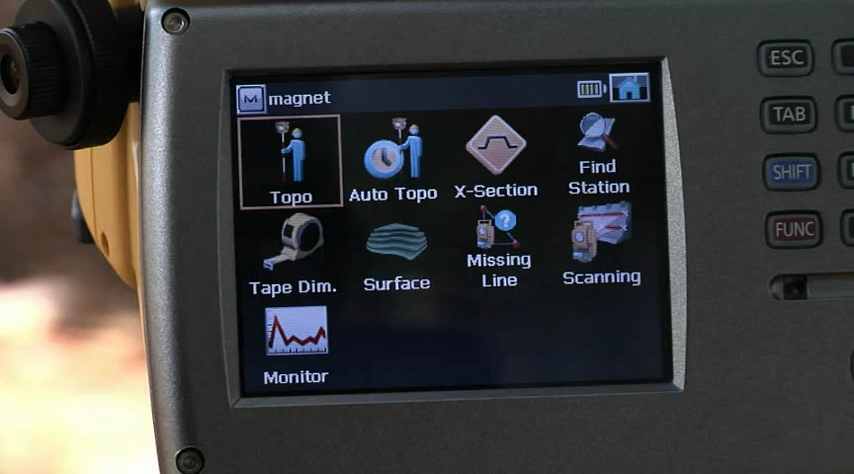 magnet
Topo
Auto Topo
X-Section
Find
Station
Tape Dim.
Surface
Missing
Line
Scanning
Monitor
ESC
TAB
SHIFT
FUNC